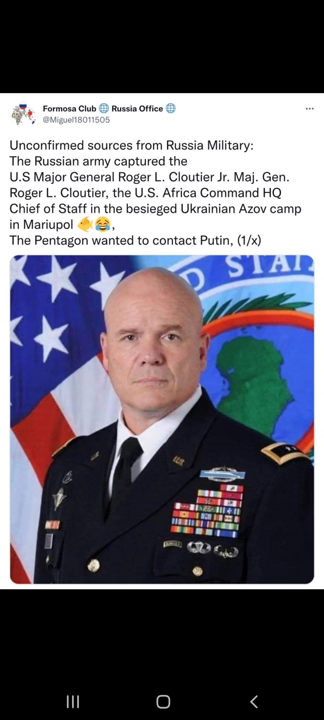 Formosa Club 🌐 Russia Office 🌐
@Miguel18011505
Unconfirmed sources from Russia Military:
The Russian army captured the
U.S Major General Roger L. Cloutier Jr. Maj. Gen.
Roger L. Cloutier, the U.S. Africa Command HQ
Chief of Staff in the besieged Ukrainian Azov camp
in Mariupol 🫰😂,
The Pentagon wanted to contact Putin, (1/x)
D STAT